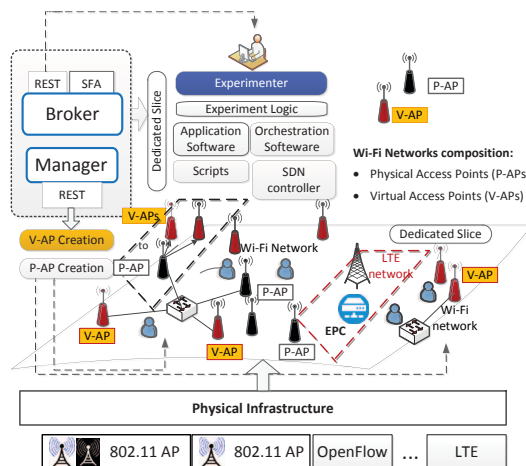 REST
SFA
Broker
Manager
REST
V-AP Creation
P-AP Creation
Dedicated Slice
Experimenter
Experiment Logic
Application
Software
Orchestration
Softeware
Scripts
SDN
controller
P-AP
V-AP
Wi-Fi Networks composition:
• Physical Access Points (P-APs
• Virtual Access Points (V-APs)
V-APs
to
P-AP
Wi-Fi Network
P-AP
Dedicated Slice
LTE
network
V-AP
Wi-Fi
network
EPC
V-AP
V-AP
P-AP
Physical Infrastructure
802.11 AP
802.11 AP
OpenFlow
...
LTE